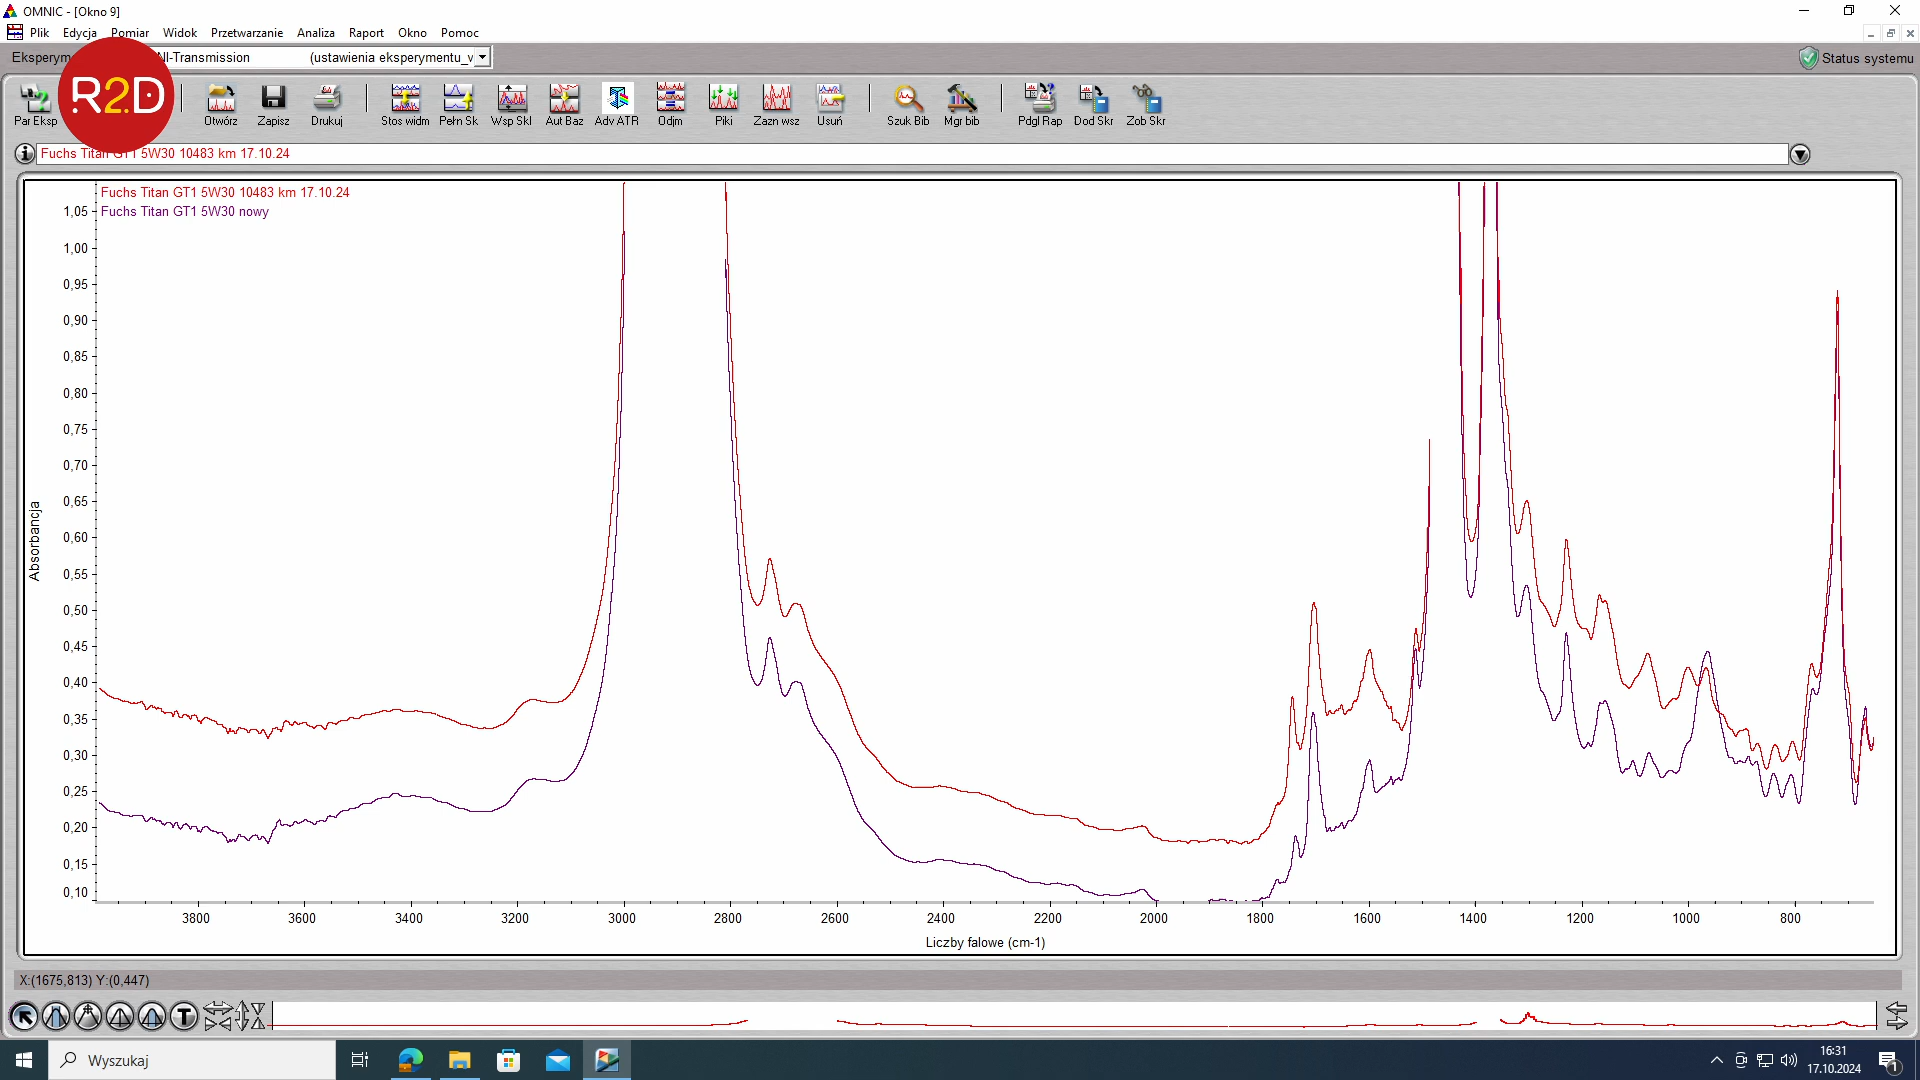 OMNIC - [Okno 9]
Plik Edycja Pomiar Widok Przetwarzanie Analiza Raport Okno Pomoc
Eksperym
NI-Transmission (ustawienia eksperymentu_v
Status systemu
R2D
Par Eksp Otwórz Zapisz Drukuj Stos widm Pełn Sk Wsp Skl Aut Baz Adv ATR Odjm Piki Zazn wsz Usuń Szuk Bib Mgr bib Pdgl Rap Dod Skr Zob Skr
Fuchs Titan GT1 5W30 10483 km 17.10.24
Fuchs Titan GT1 5W30 10483 km 17.10.24
Fuchs Titan GT1 5W30 nowy
1,05
1,00
0,95
0,90
0,85
0,80
0,75
0,70
0,65
0,60
0,55
0,50
0,45
0,40
0,35
0,30
0,25
0,20
0,15
0,10
Absorbancja
3800 3600 3400 3200 3000 2800 2600 2400 2200 2000 1800 1600 1400 1200 1000 800
Liczby falowe (cm-1)
X:(1675,813) Y:(0,447)
T
Wyszukaj
16:31
17.10.2024
1